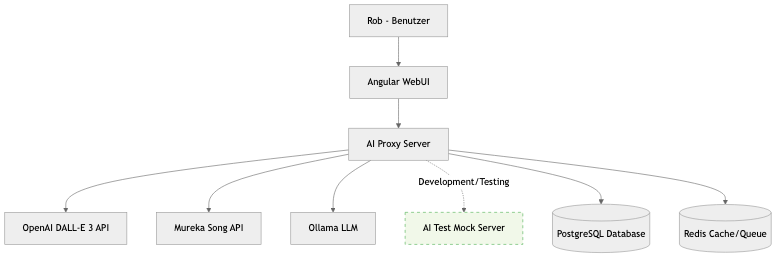 Rob - Benutzer
Angular WebUI
AI Proxy Server
Development/Testing
OpenAI DALL-E 3 API
Mureka Song API
Ollama LLM
AI Test Mock Server
PostgreSQL Database
Redis Cache/Queue